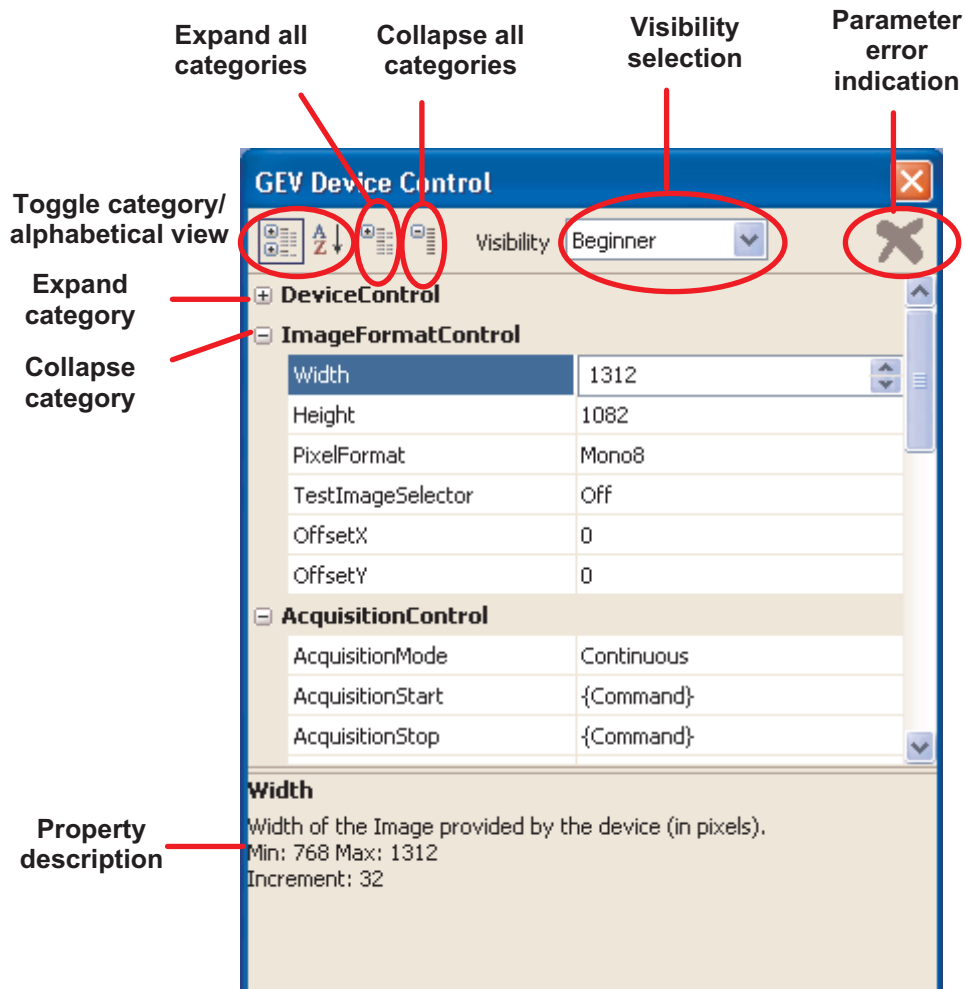 Expand all
categories
Collapse all
categories
Visibility
selection
Parameter
error
indication
GEV Device Control
Toggle category/
alphabetical view
A
Z
Visibility
Beginner
Expand
category
DeviceControl
ImageFormatControl
Collapse
category
Width 1312
Height 1082
PixelFormat Mono8
TestImageSelector Off
OffsetX 0
OffsetY 0
AcquisitionControl
AcquisitionMode Continuous
AcquisitionStart {Command}
AcquisitionStop {Command}
Width
Property
description
Width of the Image provided by the device (in pixels).
Min: 768 Max: 1312
Increment: 32